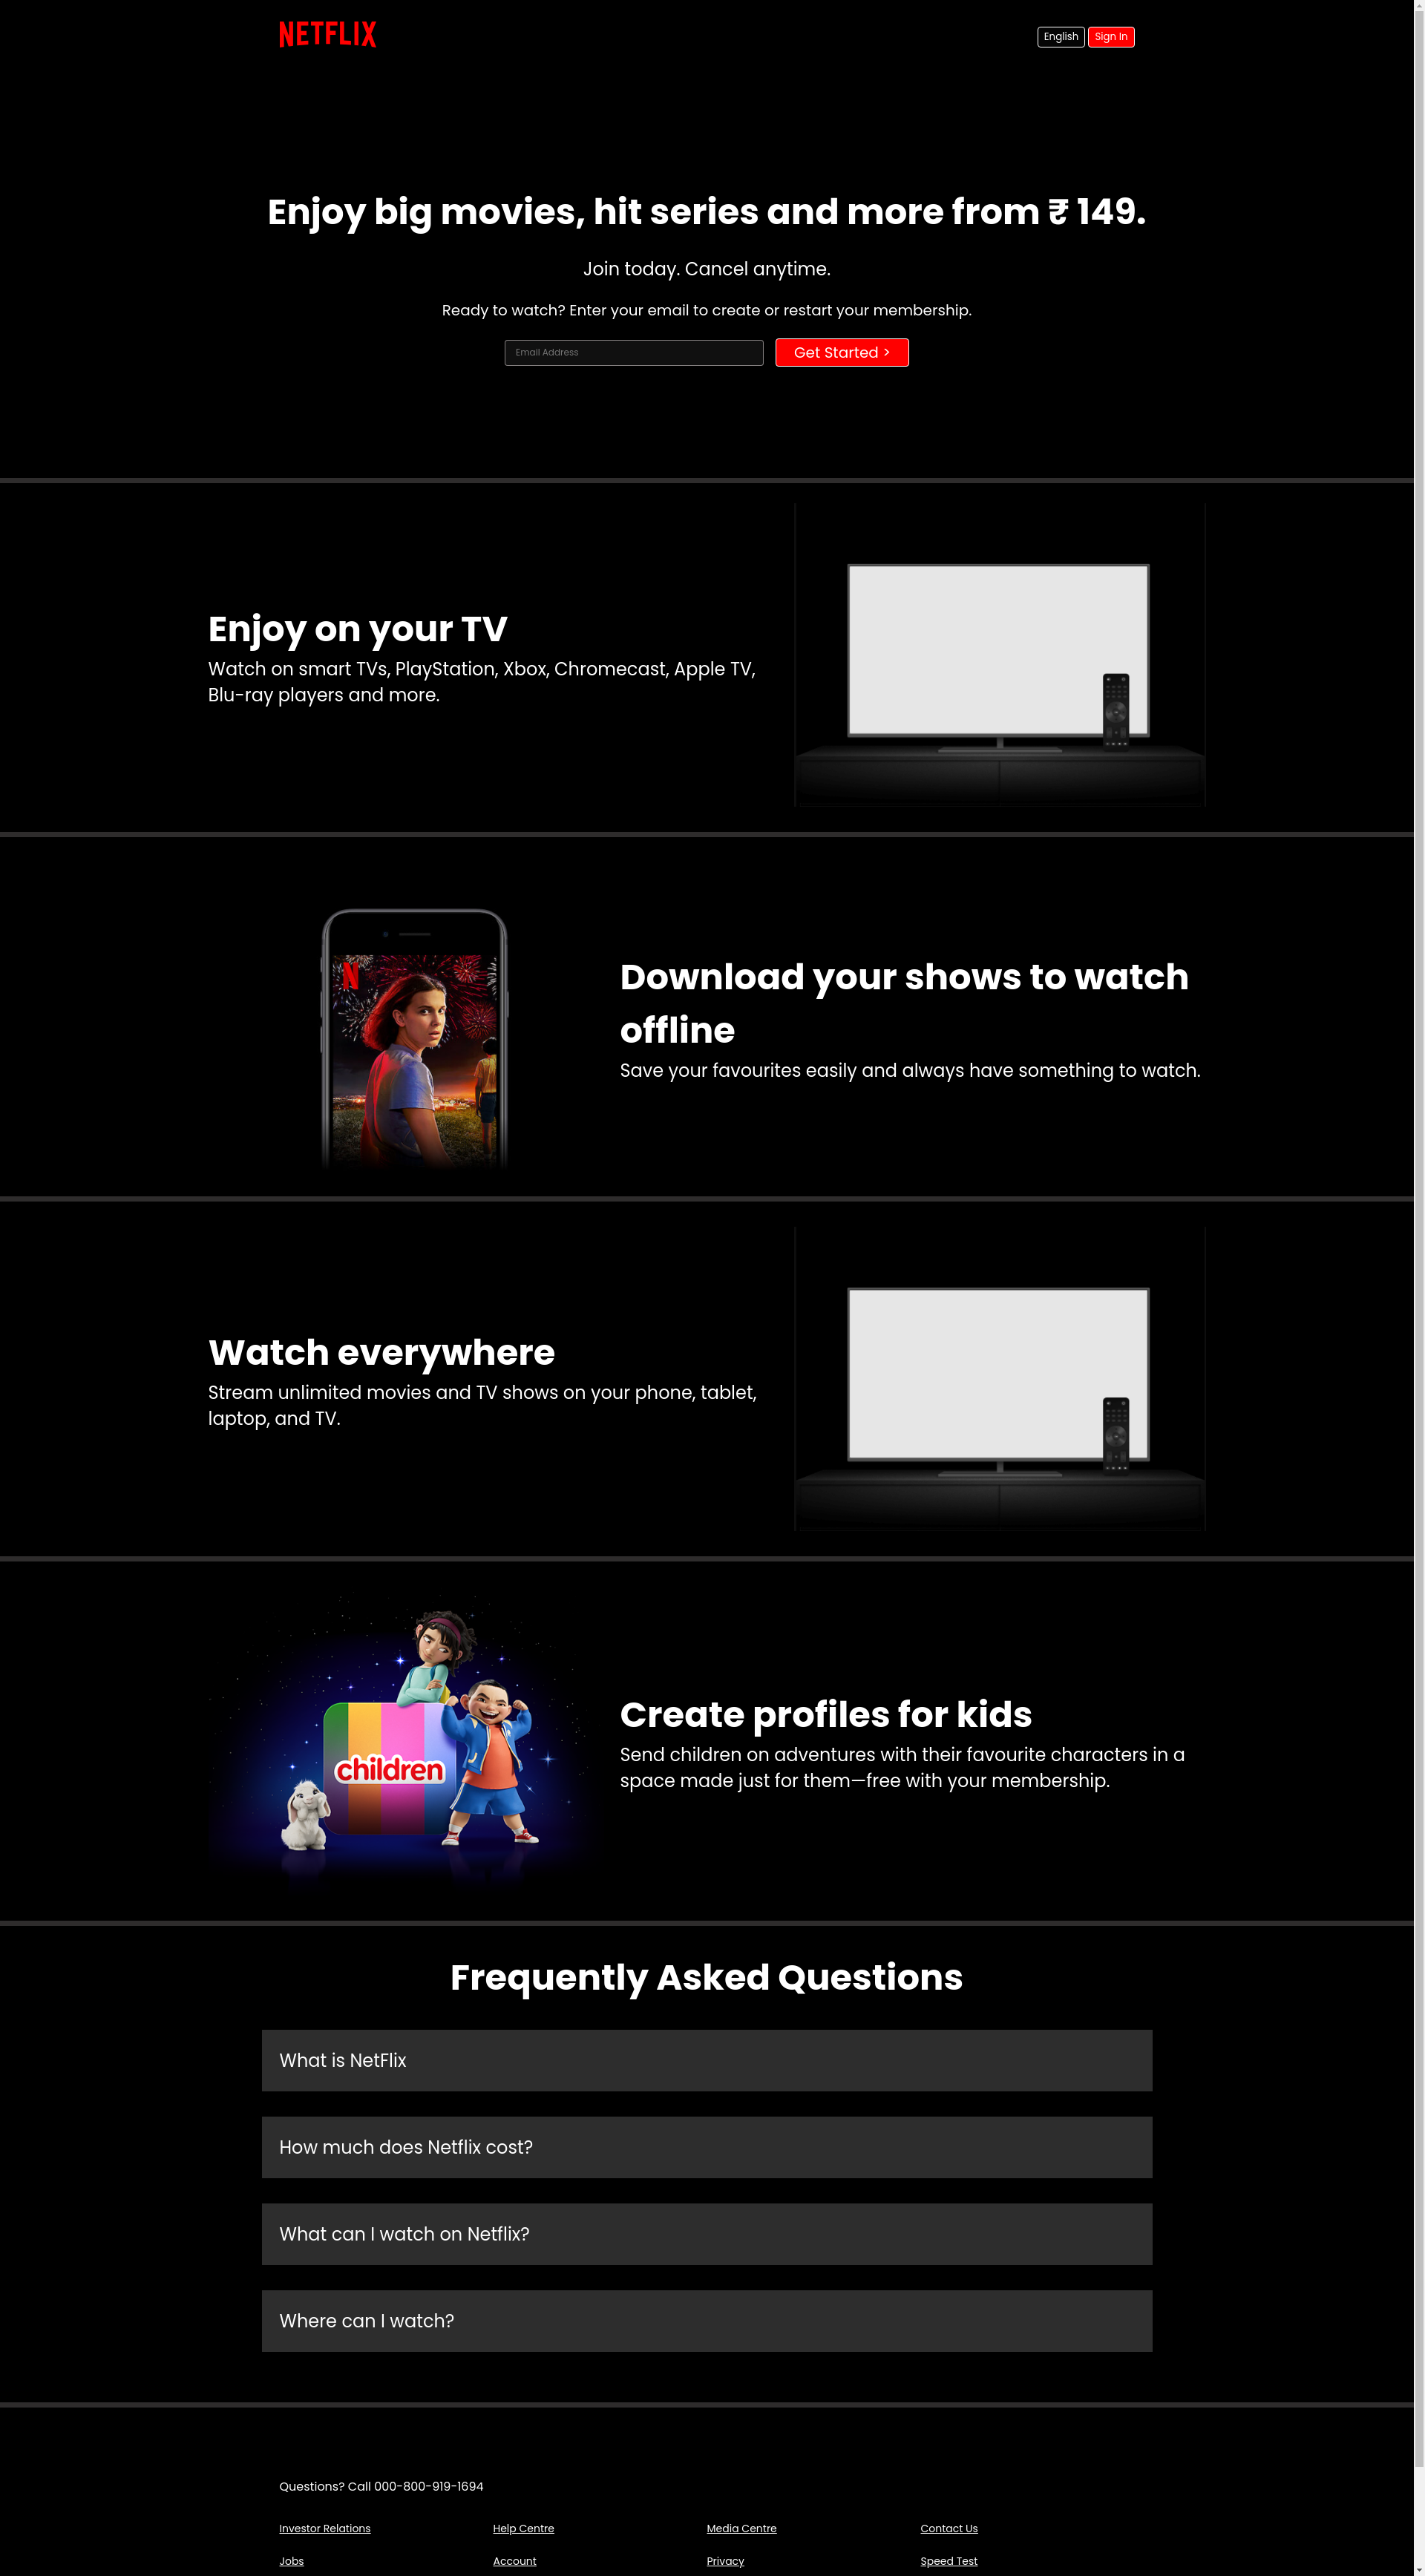 NETFLIX
English Sign In
Enjoy big movies, hit series and more from ₹ 149.
Join today. Cancel anytime.
Ready to watch? Enter your email to create or restart your membership.
Email Address Get Started >
Enjoy on your TV
Watch on smart TVs, PlayStation, Xbox, Chromecast, Apple TV,
Blu-ray players and more.
N
Download your shows to watch
offline
Save your favourites easily and always have something to watch.
Watch everywhere
Stream unlimited movies and TV shows on your phone, tablet,
laptop, and TV.
children
Create profiles for kids
Send children on adventures with their favourite characters in a
space made just for them—free with your membership.
Frequently Asked Questions
What is NetFlix
How much does Netflix cost?
What can I watch on Netflix?
Where can I watch?
Questions? Call 000-800-919-1694
Investor Relations Help Centre Media Centre Contact Us
Jobs Account Privacy Speed Test